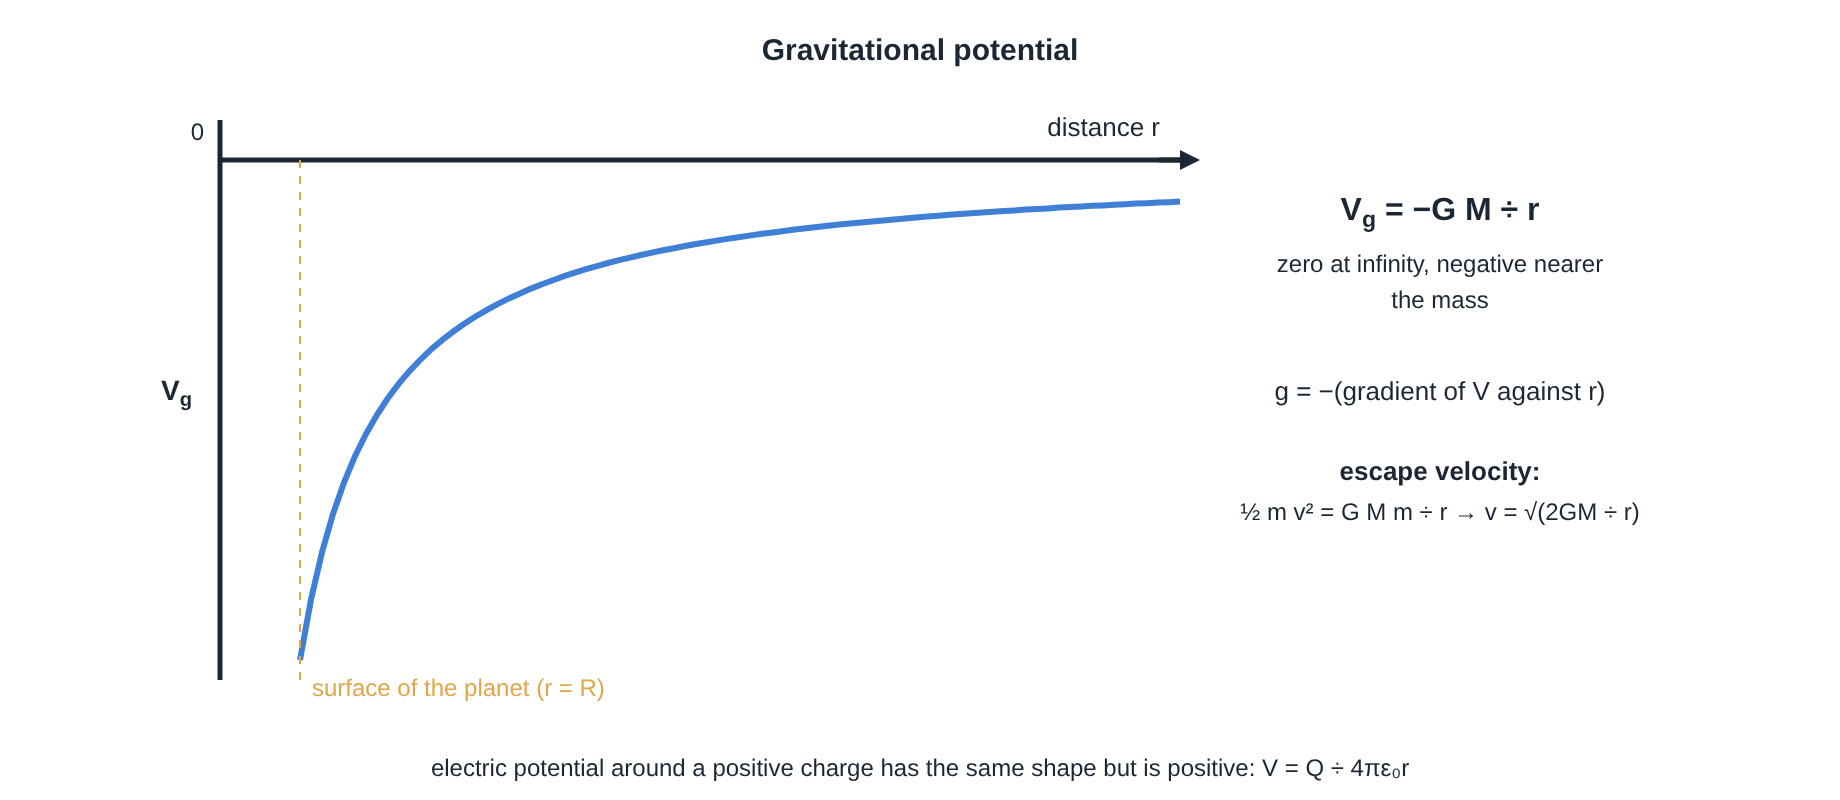 Gravitational potential
0
distance r
V₉ = −G M ÷ r
zero at infinity, negative nearer
the mass
Vg
g = −(gradient of V against r)
escape velocity:
½ m v² = G M m ÷ r → v = √(2GM ÷ r)
surface of the planet (r = R)
electric potential around a positive charge has the same shape but is positive: V = Q ÷ 4πε₀r